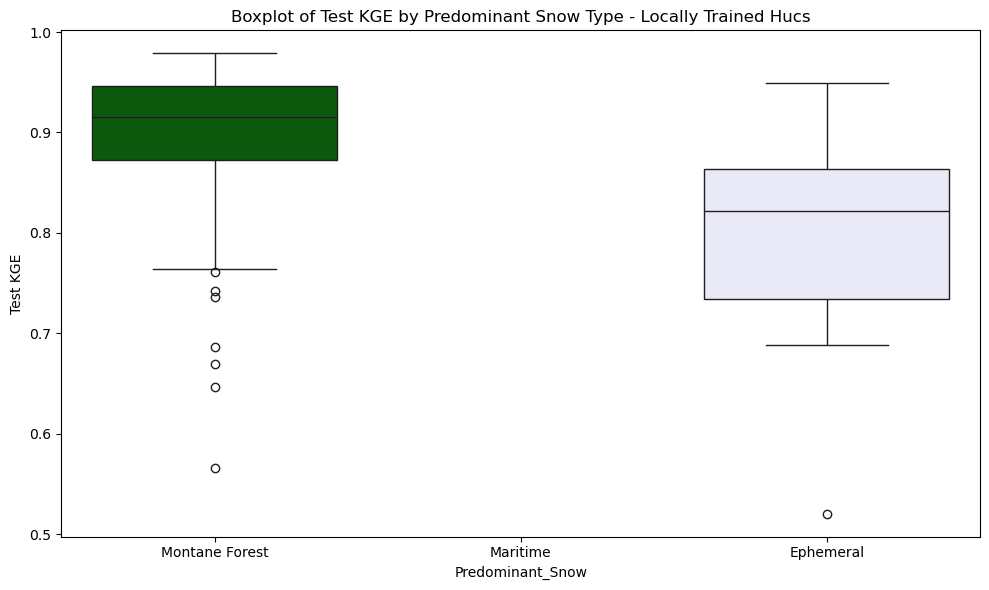 Boxplot of Test KGE by Predominant Snow Type - Locally Trained Hucs
1.0
0.9
0.8
0.7
0.6
0.5
Test KGE
Montane Forest
Maritime
Ephemeral
Predominant_Snow